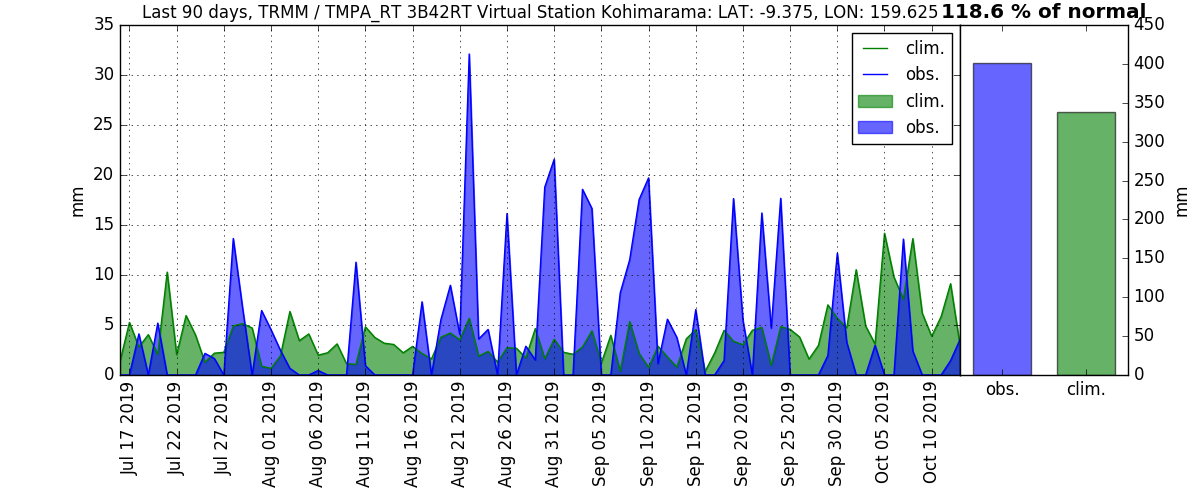 Last 90 days, TRMM / TMPA_RT 3B42RT Virtual Station Kohimarama: LAT: -9.375, LON: 159.625
118.6 % of normal
35
30
25
20
15
10
5
0
mm
clim.
obs.
clim.
obs.
Jul 17 2019
Jul 22 2019
Jul 27 2019
Aug 01 2019
Aug 06 2019
Aug 11 2019
Aug 16 2019
Aug 21 2019
Aug 26 2019
Aug 31 2019
Sep 05 2019
Sep 10 2019
Sep 15 2019
Sep 20 2019
Sep 25 2019
Sep 30 2019
Oct 05 2019
Oct 10 2019
450
400
350
300
250
200
150
100
50
0
mm
obs.
clim.